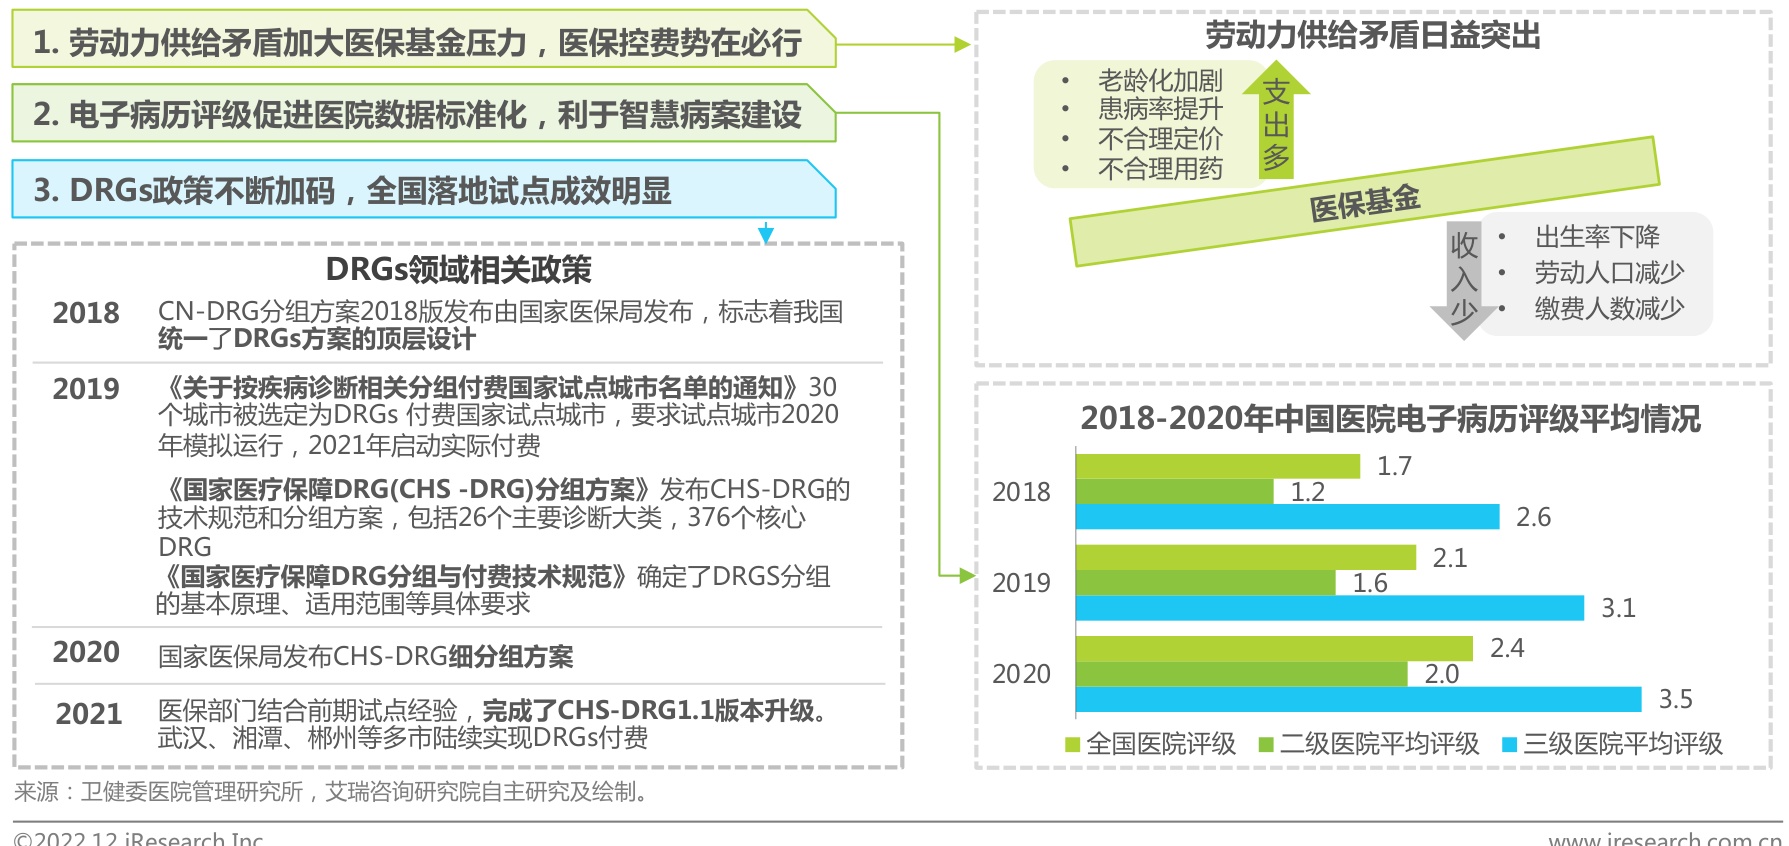 1. 劳动力供给矛盾加大医保基金压力，医保控费势在必行
2. 电子病历评级促进医院数据标准化，利于智慧病案建设
3. DRGs政策不断加码，全国落地试点成效明显
DRGs领域相关政策
2018
CN-DRG分组方案2018版发布由国家医保局发布，标志着我国
统一了DRGs方案的顶层设计
2019
《关于按疾病诊断相关分组付费国家试点城市名单的通知》30
个城市被选定为DRGs 付费国家试点城市，要求试点城市2020
年模拟运行，2021年启动实际付费
《国家医疗保障DRG(CHS -DRG)分组方案》发布CHS-DRG的
技术规范和分组方案，包括26个主要诊断大类，376个核心
DRG
《国家医疗保障DRG分组与付费技术规范》确定了DRGS分组
的基本原理、适用范围等具体要求
2020
国家医保局发布CHS-DRG细分组方案
2021
医保部门结合前期试点经验，完成了CHS-DRG1.1版本升级。
武汉、湘潭、郴州等多市陆续实现DRGs付费
劳动力供给矛盾日益突出
• 老龄化加剧
• 患病率提升
• 不合理定价
• 不合理用药
支出多
医保基金
收入少
• 出生率下降
• 劳动人口减少
• 缴费人数减少
2018-2020年中国医院电子病历评级平均情况
2018
1.7
1.2
2.6
2019
2.1
1.6
3.1
2020
2.4
2.0
3.5
全国医院评级 二级医院平均评级 三级医院平均评级
来源：卫健委医院管理研究所，艾瑞咨询研究院自主研究及绘制。
©2022.12 iResearch Inc
www.iresearch.com.cn